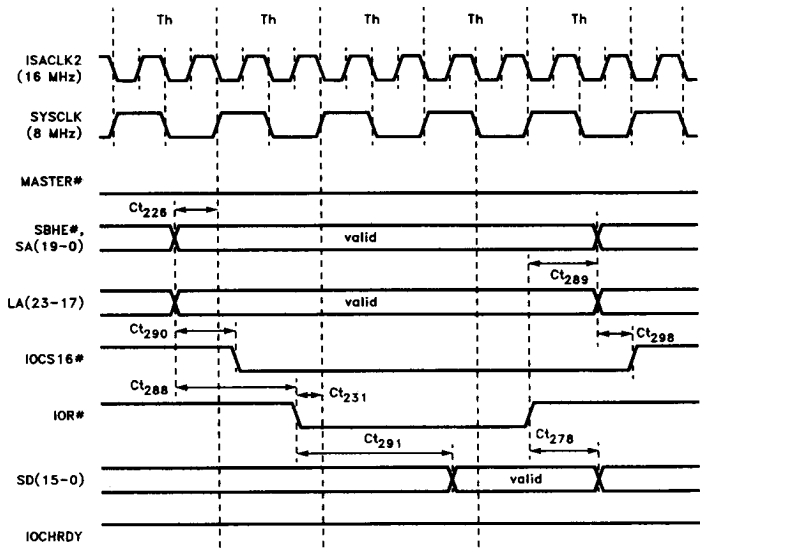 Th Th Th Th Th
ISACLK2
(16 MHz)
SYSCLK
(8 MHz)
MASTER#
Ct226
SBHE#,
SA(19-0)
valid
Ct289
LA(23-17)
valid
Ct290
Ct298
IOCS16#
Ct288
Ct231
IOR#
Ct291
Ct278
SD(15-0)
valid
IOCHRDY